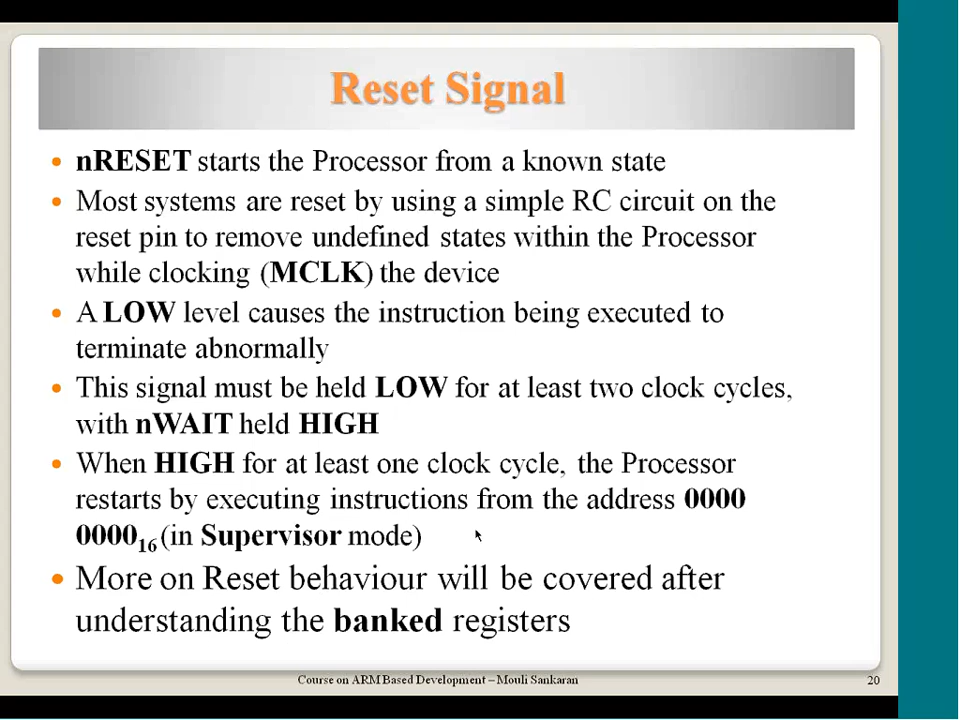 Reset Signal
• nRESET starts the Processor from a known state
• Most systems are reset by using a simple RC circuit on the
reset pin to remove undefined states within the Processor
while clocking (MCLK) the device
• A LOW level causes the instruction being executed to
terminate abnormally
• This signal must be held LOW for at least two clock cycles,
with nWAIT held HIGH
• When HIGH for at least one clock cycle, the Processor
restarts by executing instructions from the address 0000
0000₁₆ (in Supervisor mode)
• More on Reset behaviour will be covered after
understanding the banked registers
Course on ARM Based Development – Mouli Sankaran
20